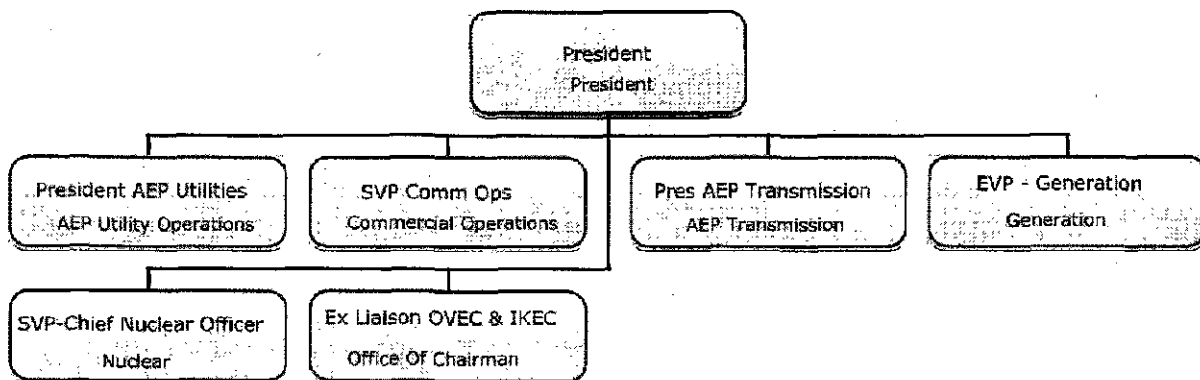 President
President
President AEP Utilities
AEP Utility Operations
SVP Comm Ops
Commercial Operations
Pres AEP Transmission
AEP Transmission
EVP - Generation
Generation
SVP-Chief Nuclear Officer
Nuclear
Ex Liaison OVEC & IKEC
Office Of Chairman